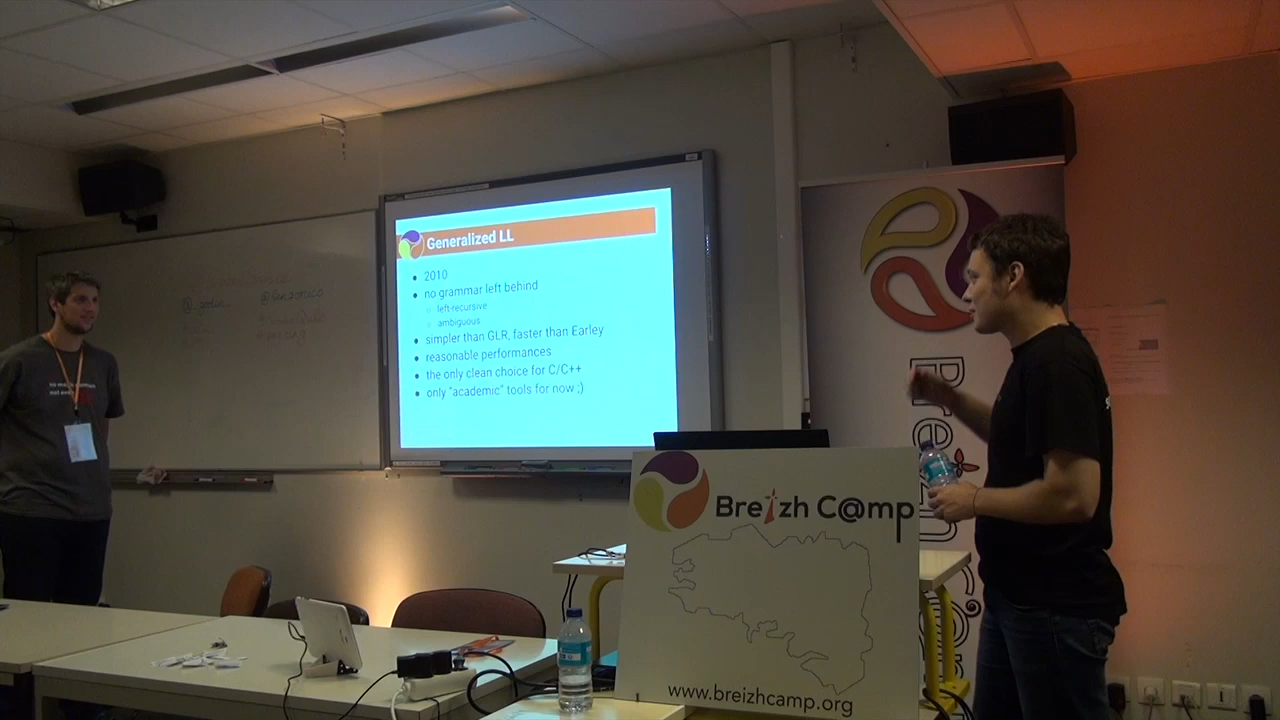 Generalized LL
2010
no grammar left behind
left-recursive
ambiguous
simpler than GLR, faster than Earley
reasonable performances
the only clean choice for C/C++
only "academic" tools for now ;)
Breizh C@mp
www.breizhcamp.org